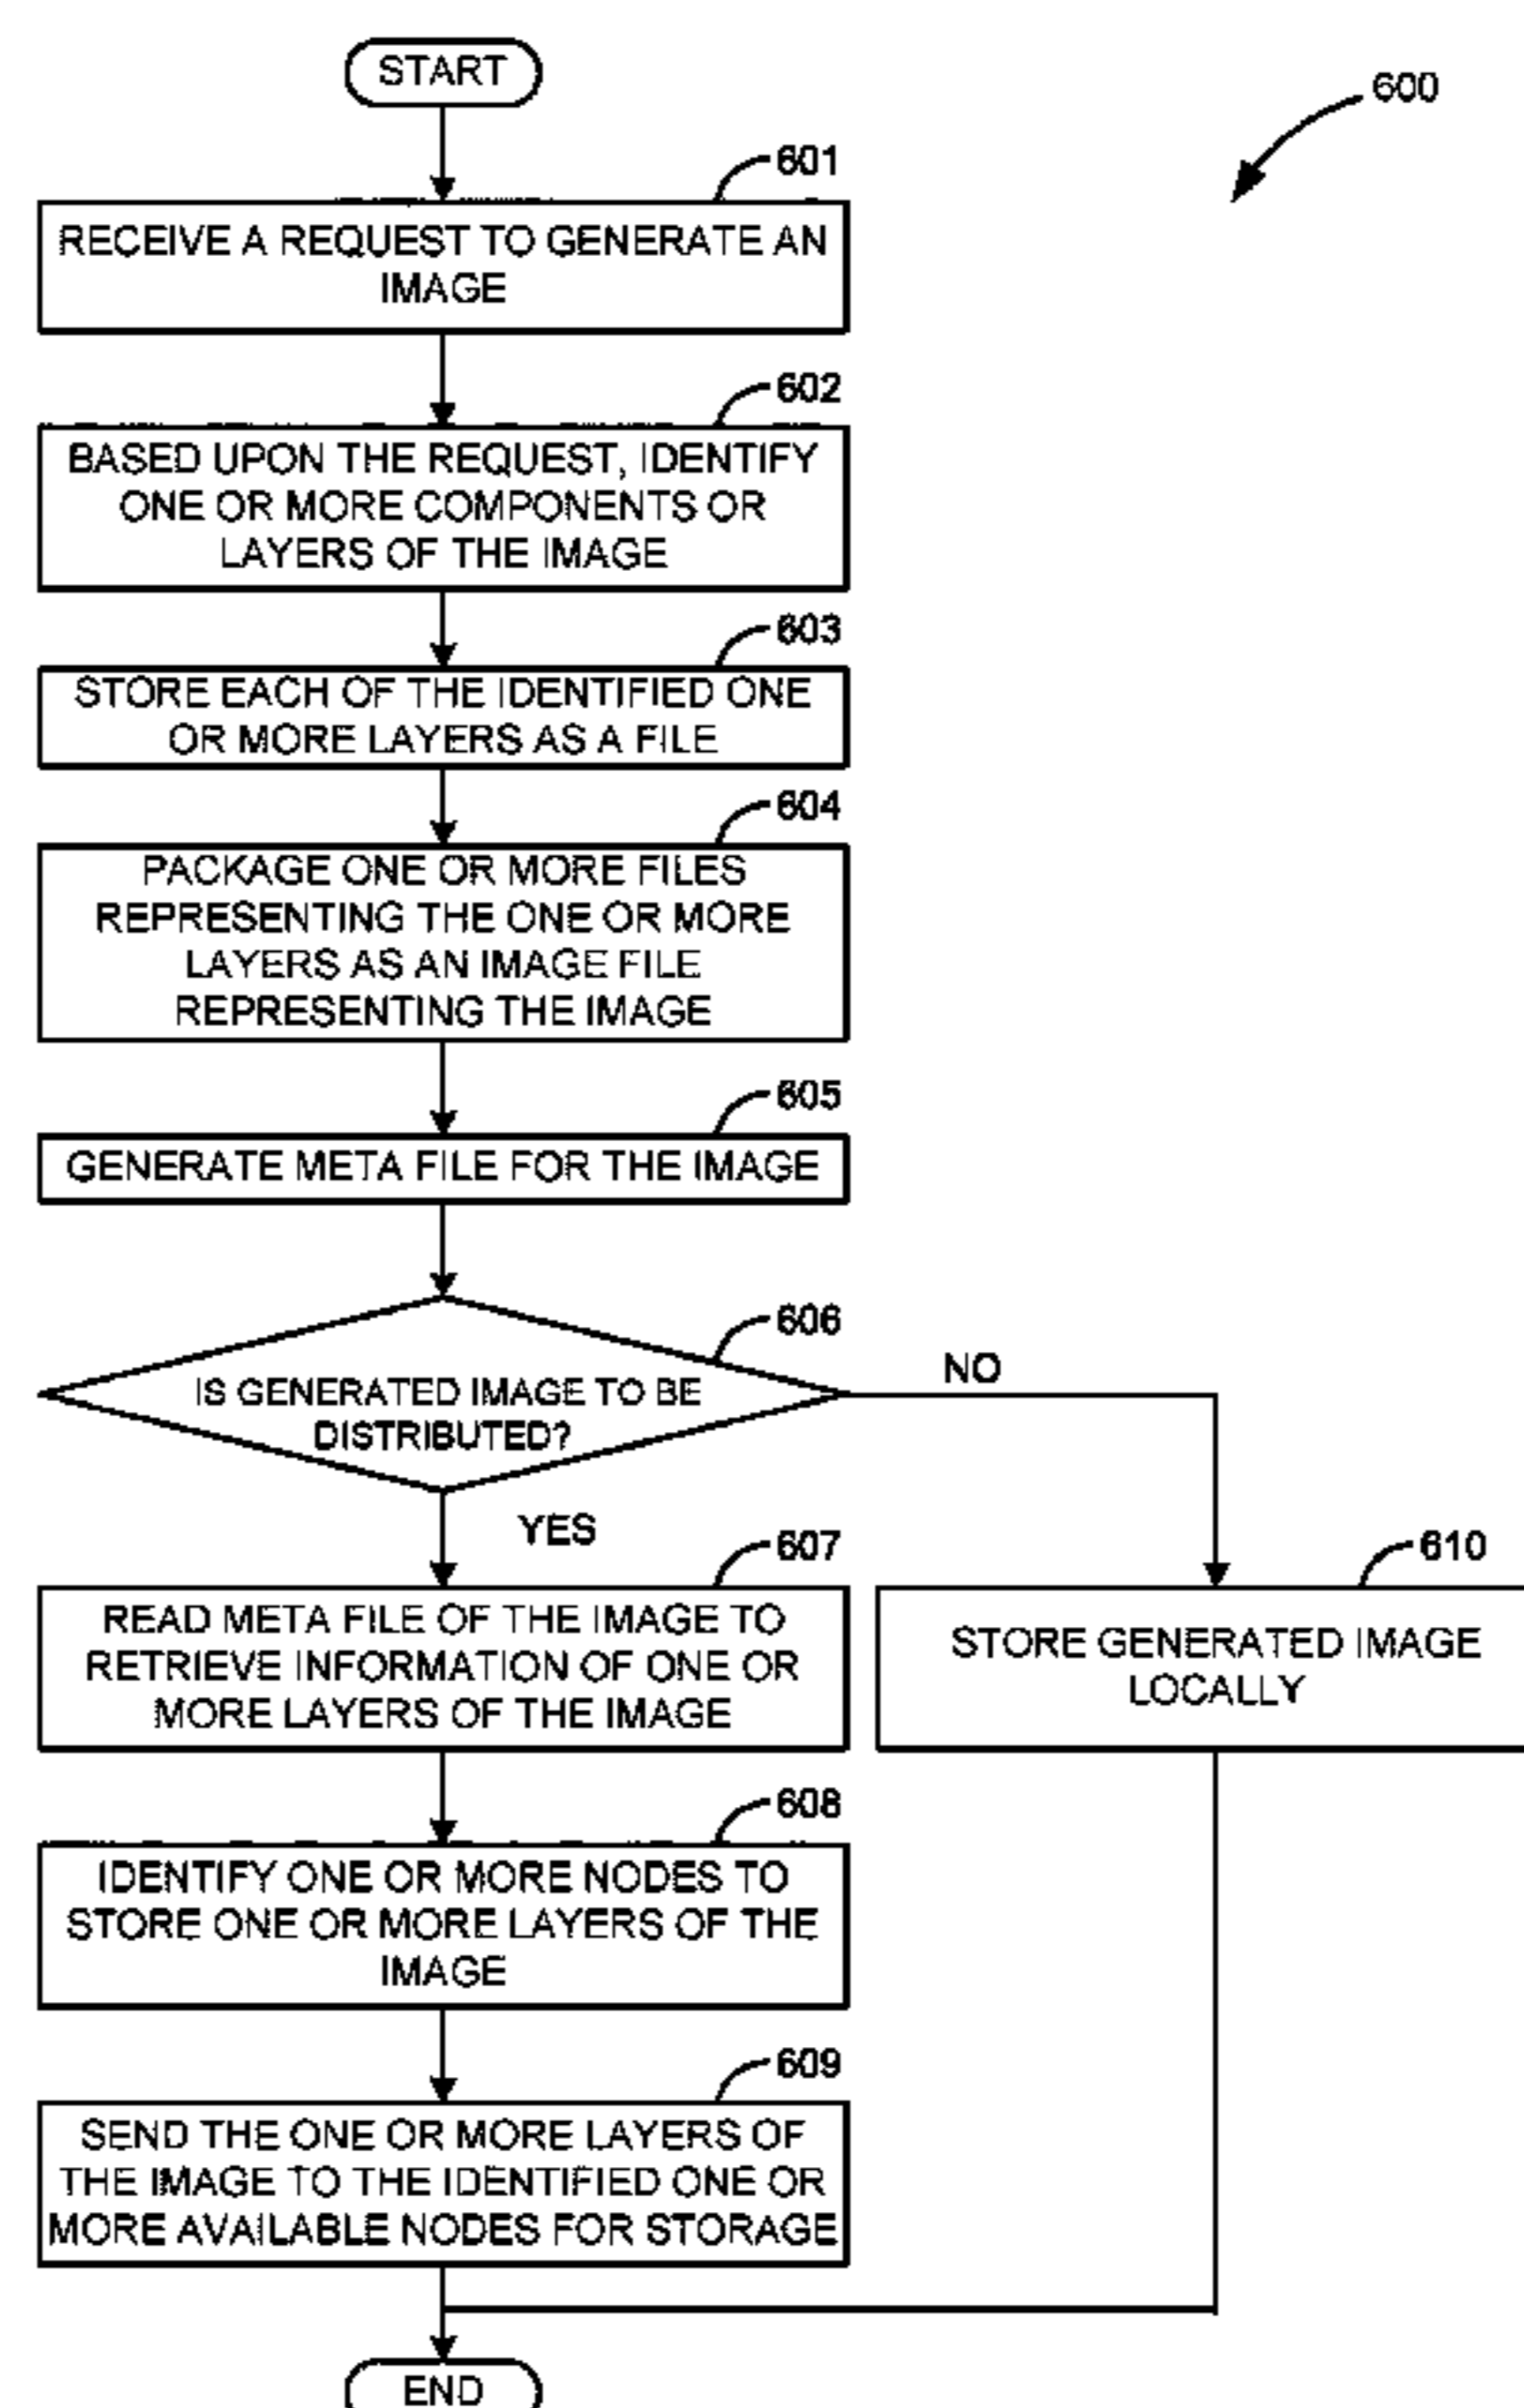 START
600
601
RECEIVE A REQUEST TO GENERATE AN
IMAGE
602
BASED UPON THE REQUEST, IDENTIFY
ONE OR MORE COMPONENTS OR
LAYERS OF THE IMAGE
603
STORE EACH OF THE IDENTIFIED ONE
OR MORE LAYERS AS A FILE
604
PACKAGE ONE OR MORE FILES
REPRESENTING THE ONE OR MORE
LAYERS AS AN IMAGE FILE
REPRESENTING THE IMAGE
605
GENERATE META FILE FOR THE IMAGE
606
IS GENERATED IMAGE TO BE
DISTRIBUTED?
NO
YES
607
READ META FILE OF THE IMAGE TO
RETRIEVE INFORMATION OF ONE OR
MORE LAYERS OF THE IMAGE
610
STORE GENERATED IMAGE
LOCALLY
608
IDENTIFY ONE OR MORE NODES TO
STORE ONE OR MORE LAYERS OF THE
IMAGE
609
SEND THE ONE OR MORE LAYERS OF
THE IMAGE TO THE IDENTIFIED ONE OR
MORE AVAILABLE NODES FOR STORAGE
END